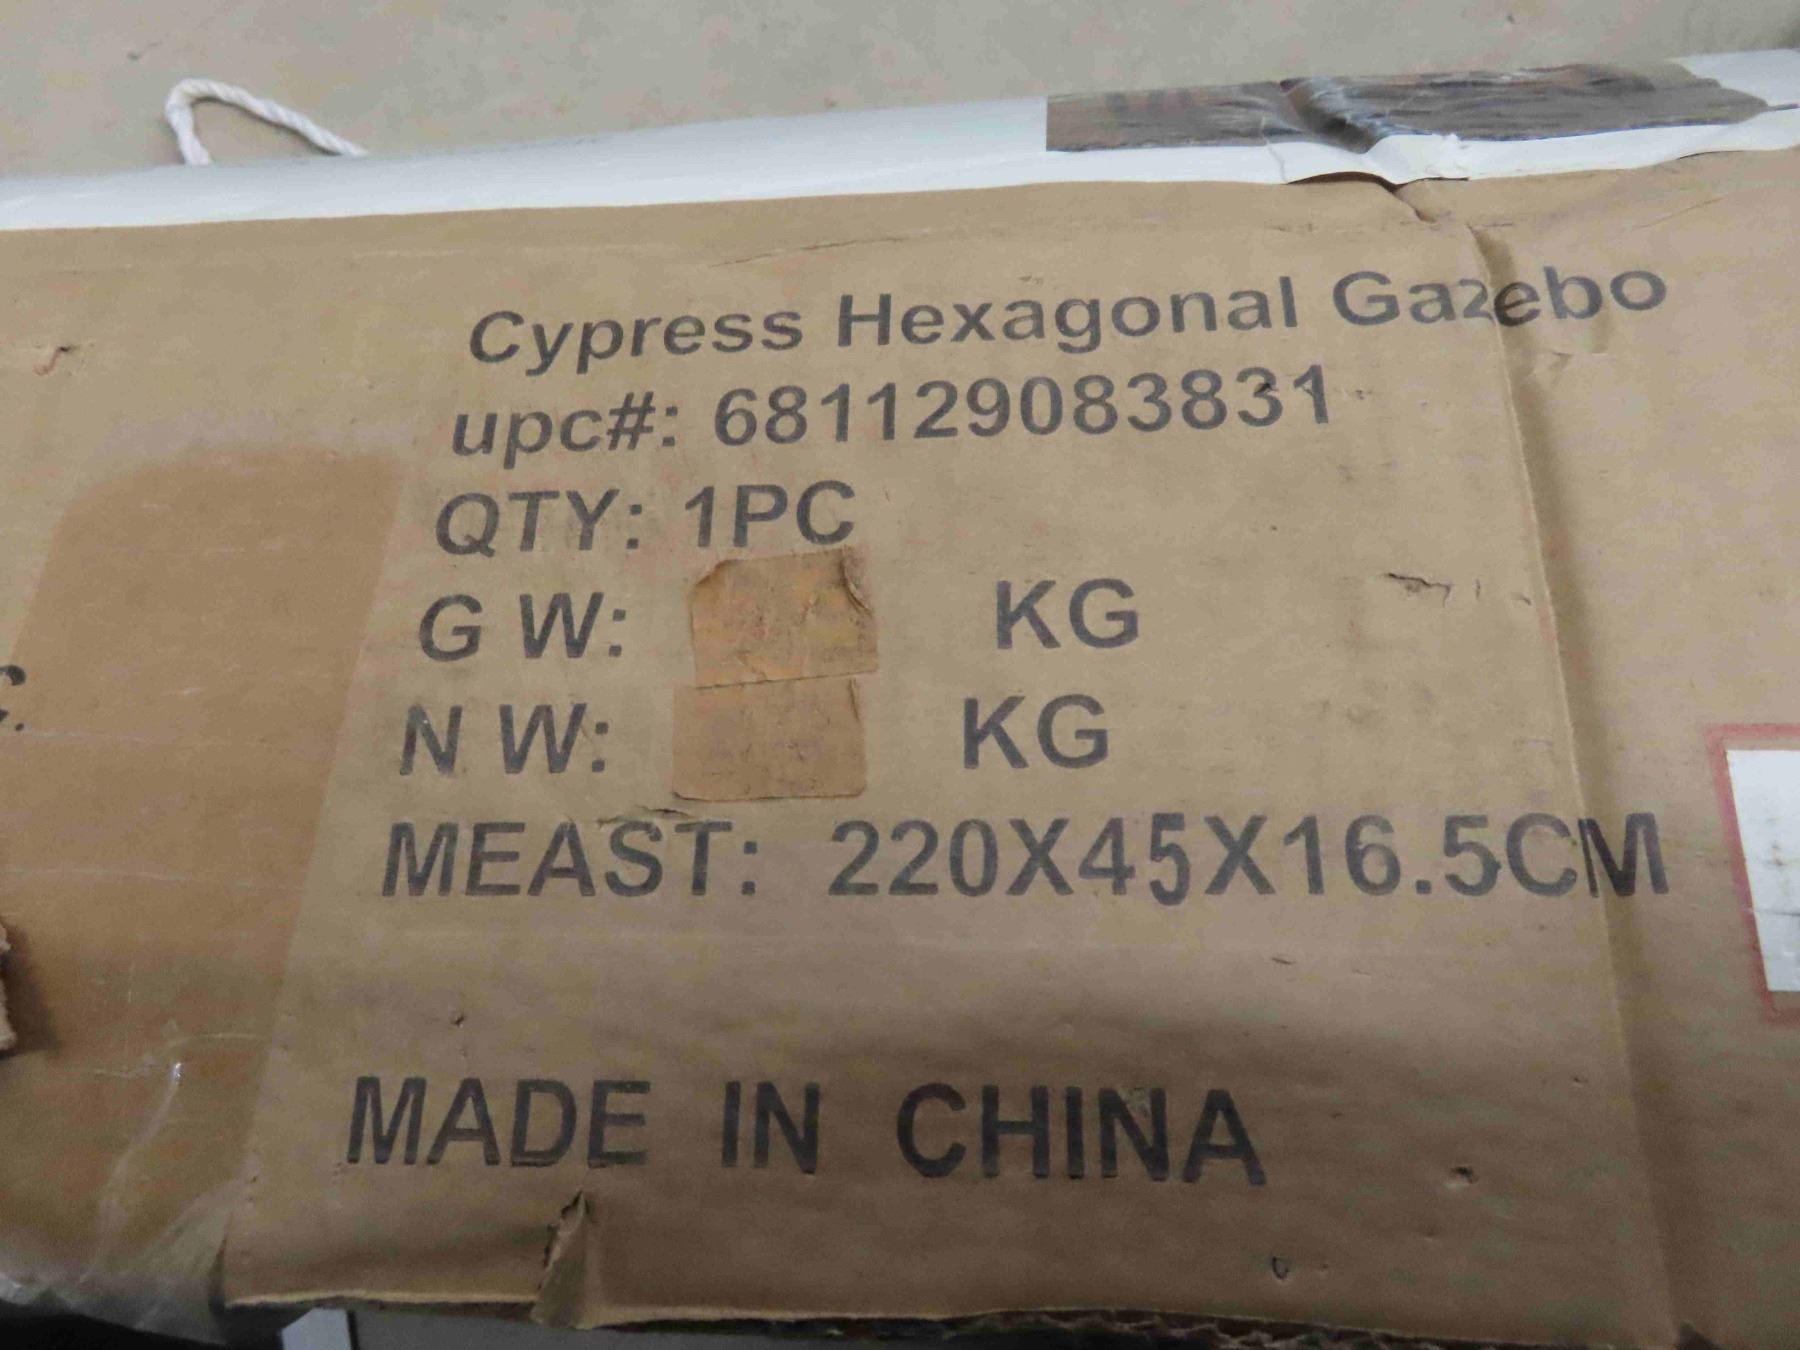 Cypress Hexagonal Gazebo
upc#: 681129083831
QTY: 1PC
G W: KG
N W: KG
MEAST: 220X45X16.5CM
MADE IN CHINA